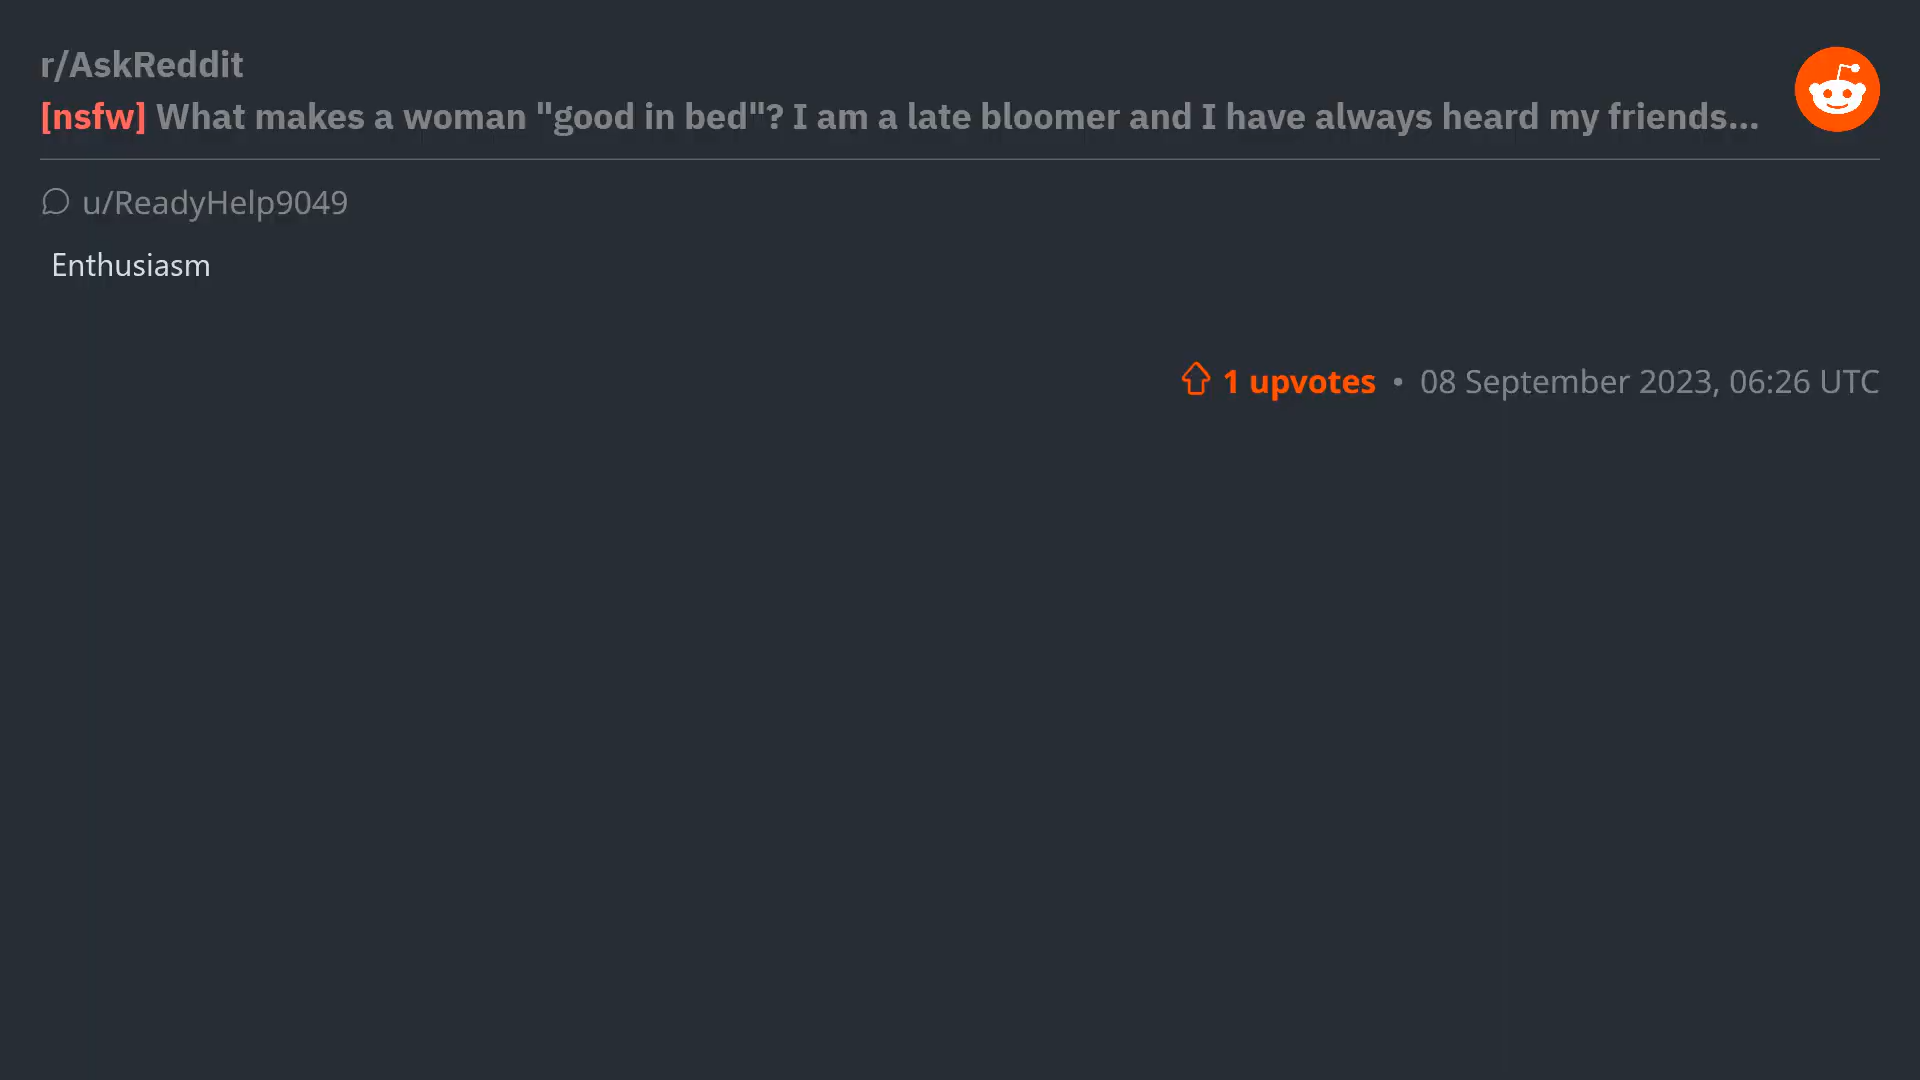 r/AskReddit
[nsfw] What makes a woman "good in bed"? I am a late bloomer and I have always heard my friends...
u/ReadyHelp9049
Enthusiasm
1 upvotes • 08 September 2023, 06:26 UTC